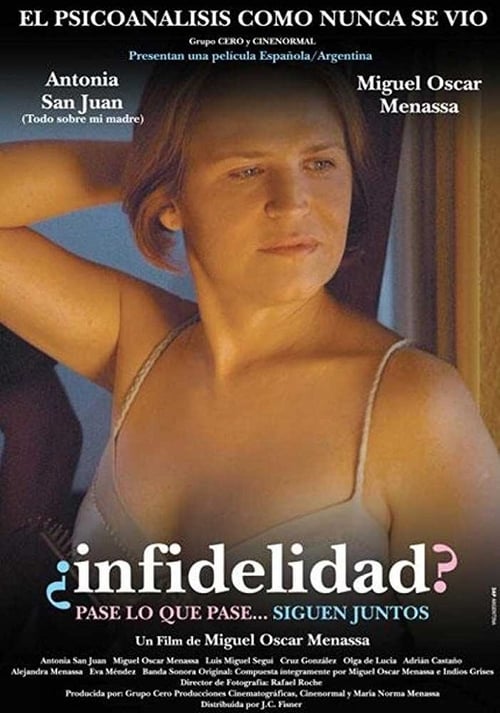 EL PSICOANALISIS COMO NUNCA SE VIO
Grupo CERO y CINENORMAL
Presentan una película Española/Argentina
Antonia
San Juan
(Todo sobre mi madre)
Miguel Oscar
Menassa
¿infidelidad?
PASE LO QUE PASE... SIGUEN JUNTOS
Un Film de Miguel Oscar Menassa
Antonia San Juan Miguel Oscar Menassa Luis Miguel Seguí Cruz González Olga de Lucia Adrián Castaño
Alejandra Menassa Eva Méndez Banda Sonora Original: Compuesta íntegramente por Miguel Oscar Menassa e Indios Grises
Director de Fotografía: Rafael Roche
Producida por: Grupo Cero Producciones Cinematográficas, Cinenormal y María Norma Menassa
Distribuida por J.C. Fisner